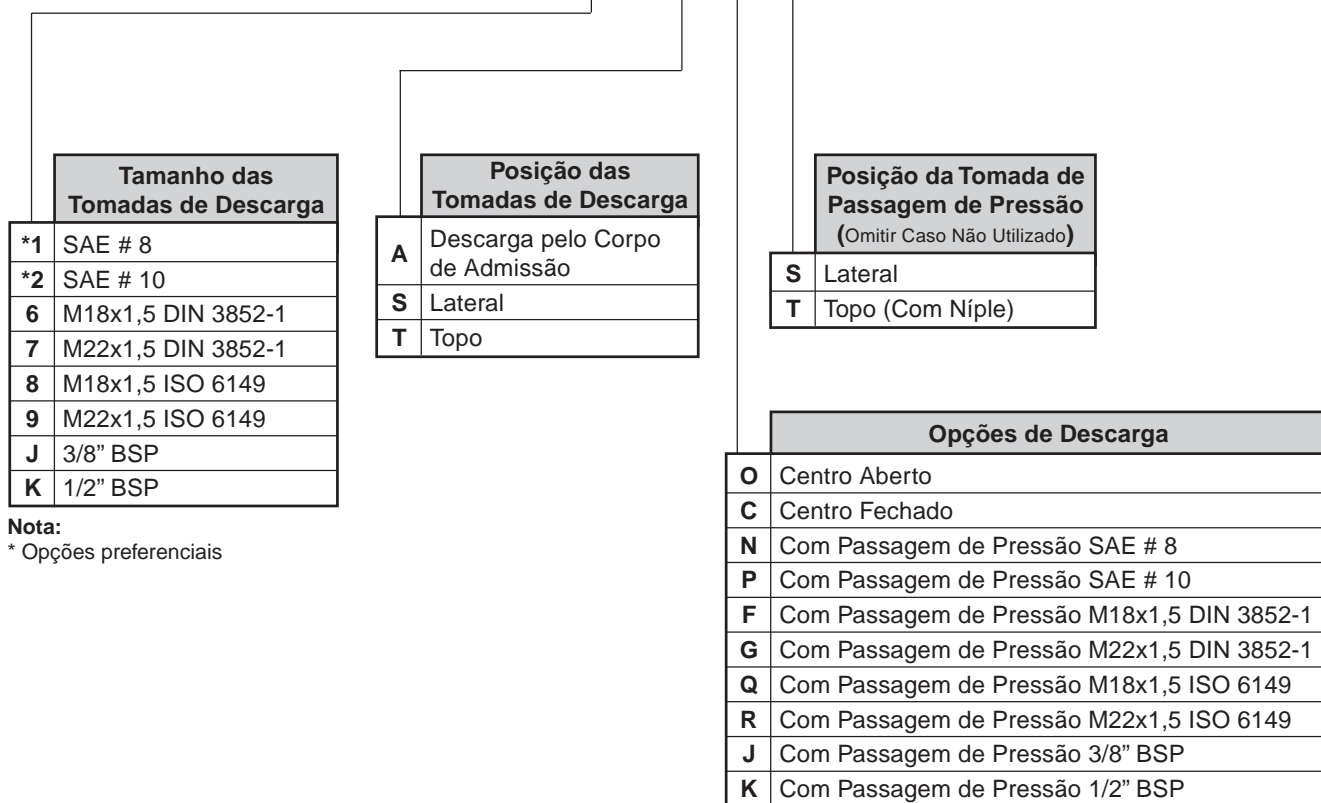 Tamanho das
Tomadas de Descarga
*1 SAE # 8
*2 SAE # 10
6 M18x1,5 DIN 3852-1
7 M22x1,5 DIN 3852-1
8 M18x1,5 ISO 6149
9 M22x1,5 ISO 6149
J 3/8” BSP
K 1/2” BSP
Nota:
* Opções preferenciais
Posição das
Tomadas de Descarga
A Descarga pelo Corpo
de Admissão
S Lateral
T Topo
Posição da Tomada de
Passagem de Pressão
(Omitir Caso Não Utilizado)
S Lateral
T Topo (Com Níple)
Opções de Descarga
O Centro Aberto
C Centro Fechado
N Com Passagem de Pressão SAE # 8
P Com Passagem de Pressão SAE # 10
F Com Passagem de Pressão M18x1,5 DIN 3852-1
G Com Passagem de Pressão M22x1,5 DIN 3852-1
Q Com Passagem de Pressão M18x1,5 ISO 6149
R Com Passagem de Pressão M22x1,5 ISO 6149
J Com Passagem de Pressão 3/8” BSP
K Com Passagem de Pressão 1/2” BSP